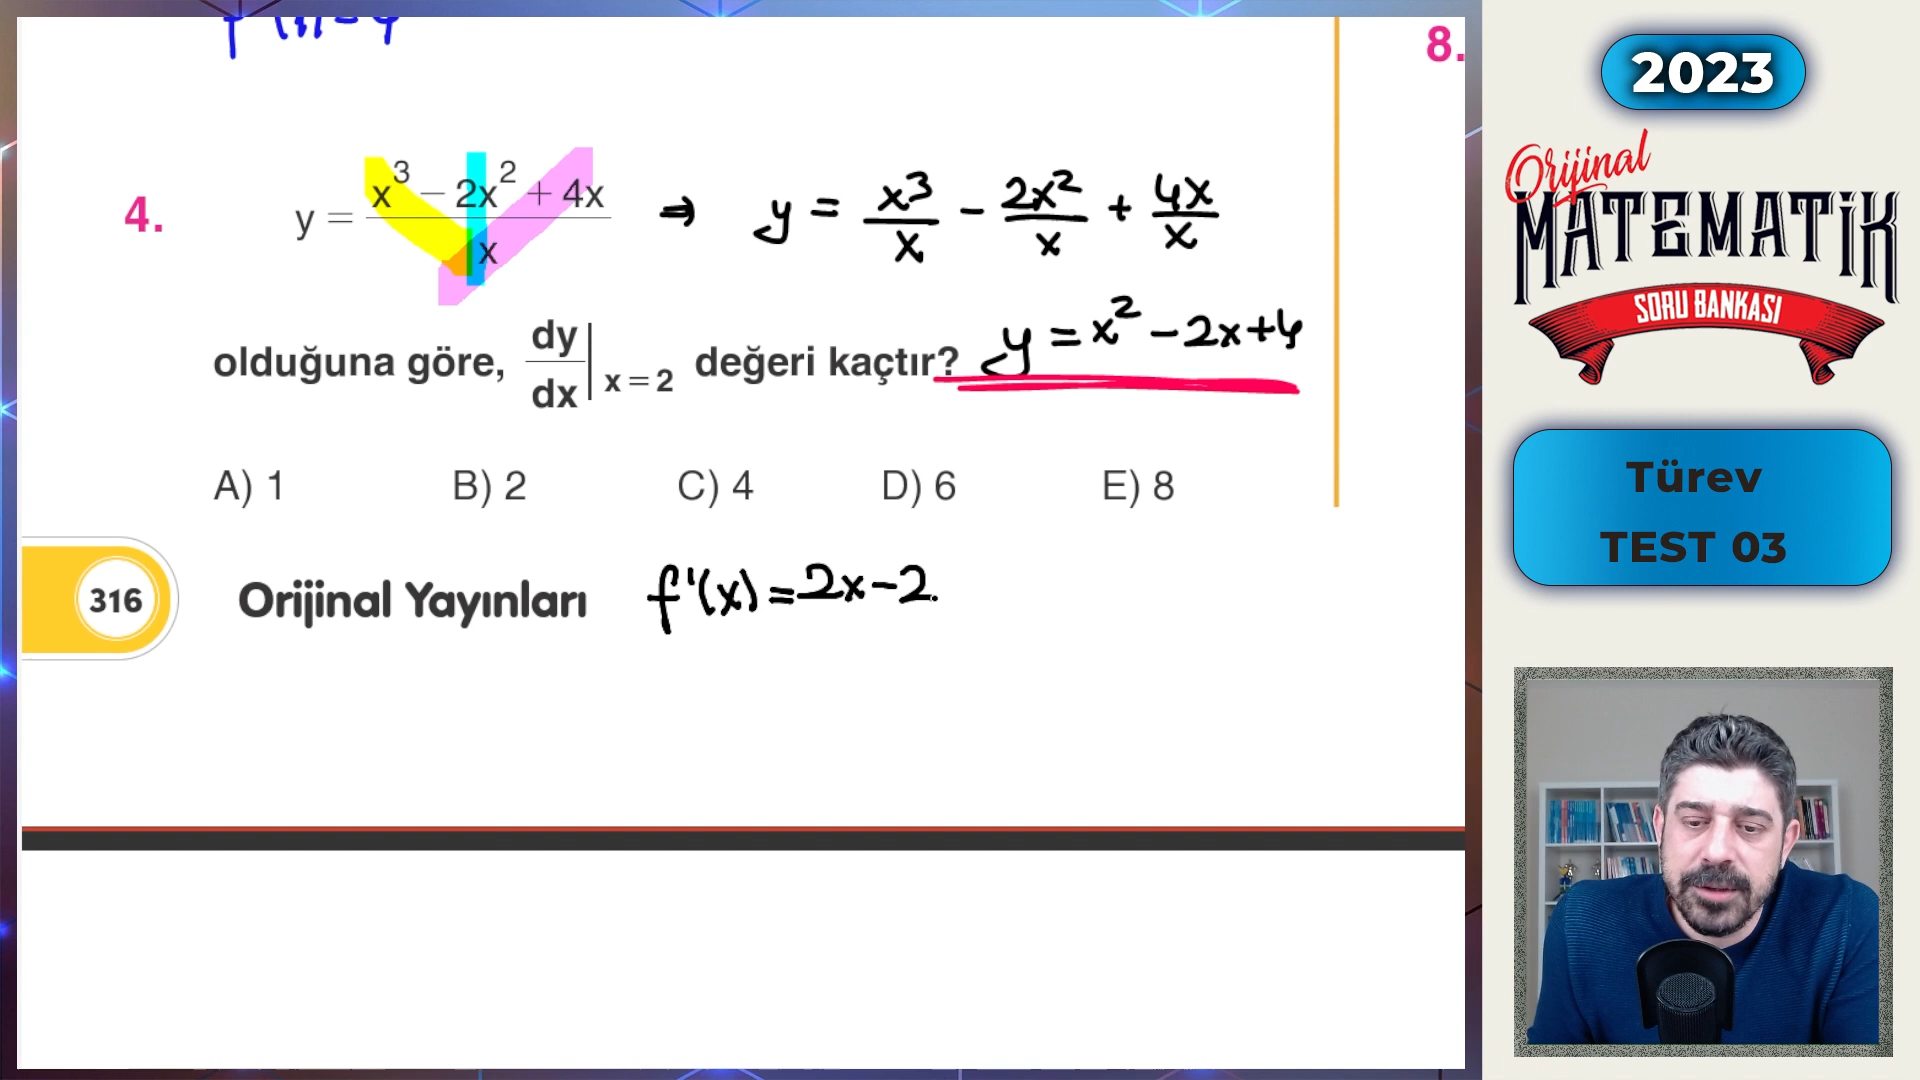 8.
4. y = x³ − 2x² + 4x / x ⇒ y = x³/x − 2x²/x + 4x/x
olduğuna göre, dy/dx | x = 2 değeri kaçtır? y = x² − 2x + 4
A) 1 B) 2 C) 4 D) 6 E) 8
316 Orijinal Yayınları f'(x) = 2x − 2.
2023
Orijinal
MATEMATİK
SORU BANKASI
Türev
TEST 03